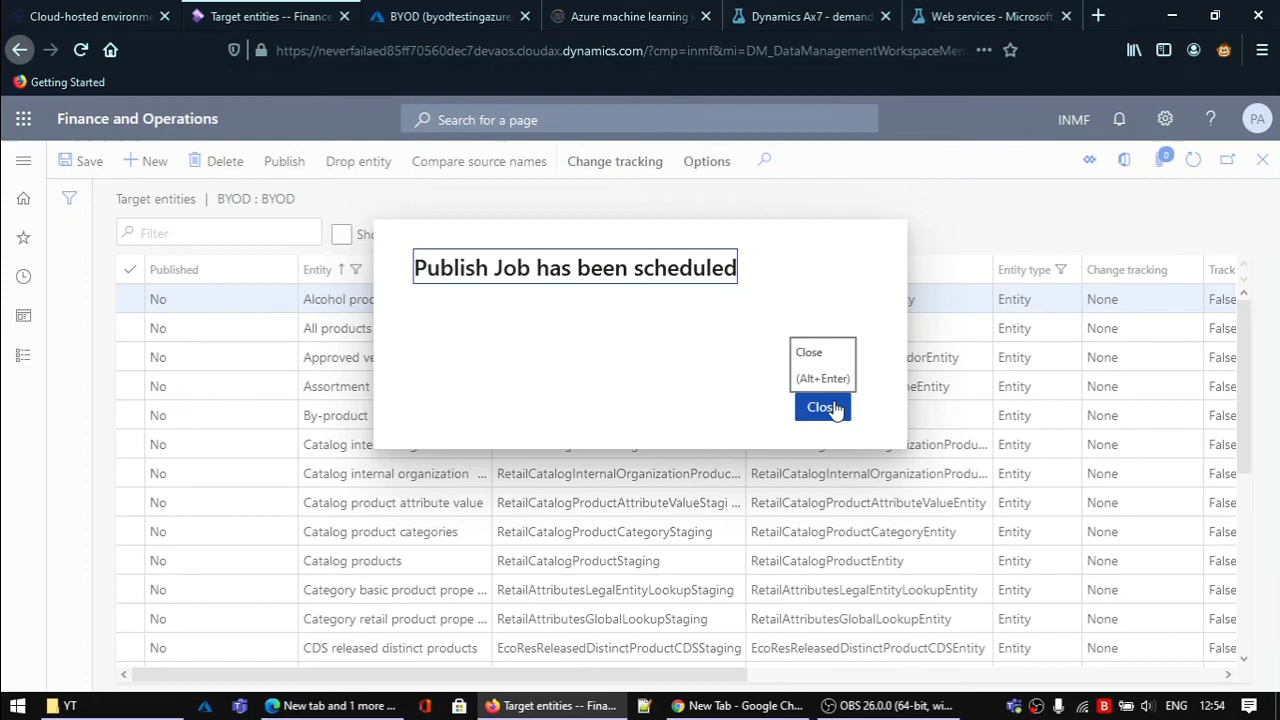 Cloud-hosted environme
Target entities -- Finance
BYOD (byodtestingazure,
Azure machine learning i
Dynamics Ax7 - demand
Web services - Microsoft
https://neverfailaed85ff70560dec7devaos.cloudax.dynamics.com/?cmp=inmf&mi=DM_DataManagementWorkspaceMen
Getting Started
Finance and Operations
Search for a page
INMF
PA
Save
New
Delete
Publish
Drop entity
Compare source names
Change tracking
Options
0
Target entities | BYOD : BYOD
Filter
Sho
Published Entity Entity type Change tracking Track
No Alcohol proc Entity None False
No All products Entity None False
No Approved ve dorEntity Entity None False
No Assortment neEntity Entity None False
No By-product Entity None False
No Catalog inte Entity None False
No Catalog internal organization ... RetailCatalogInternalOrganizationProduc... RetailCatalogInternalOrganizationProdu... Entity None False
No Catalog product attribute value RetailCatalogProductAttributeValueStagi ... RetailCatalogProductAttributeValueEntity Entity None False
No Catalog product categories RetailCatalogProductCategoryStaging RetailCatalogProductCategoryEntity Entity None False
No Catalog products RetailCatalogProductStaging RetailCatalogProductEntity Entity None False
No Category basic product prope ... RetailAttributesLegalEntityLookupStaging RetailAttributesLegalEntityLookupEntity Entity None False
No Category retail product prope ... RetailAttributesGlobalLookupStaging RetailAttributesGlobalLookupEntity Entity None False
No CDS released distinct products EcoResReleasedDistinctProductCDSStaging EcoResReleasedDistinctProductCDSEntity Entity None False
Publish Job has been scheduled
Close
(Alt+Enter)
Close
YT
New tab and 1 more ...
Target entities -- Fina...
New Tab - Google Ch...
OBS 26.0.0 (64-bit, wi...
ENG
12:54